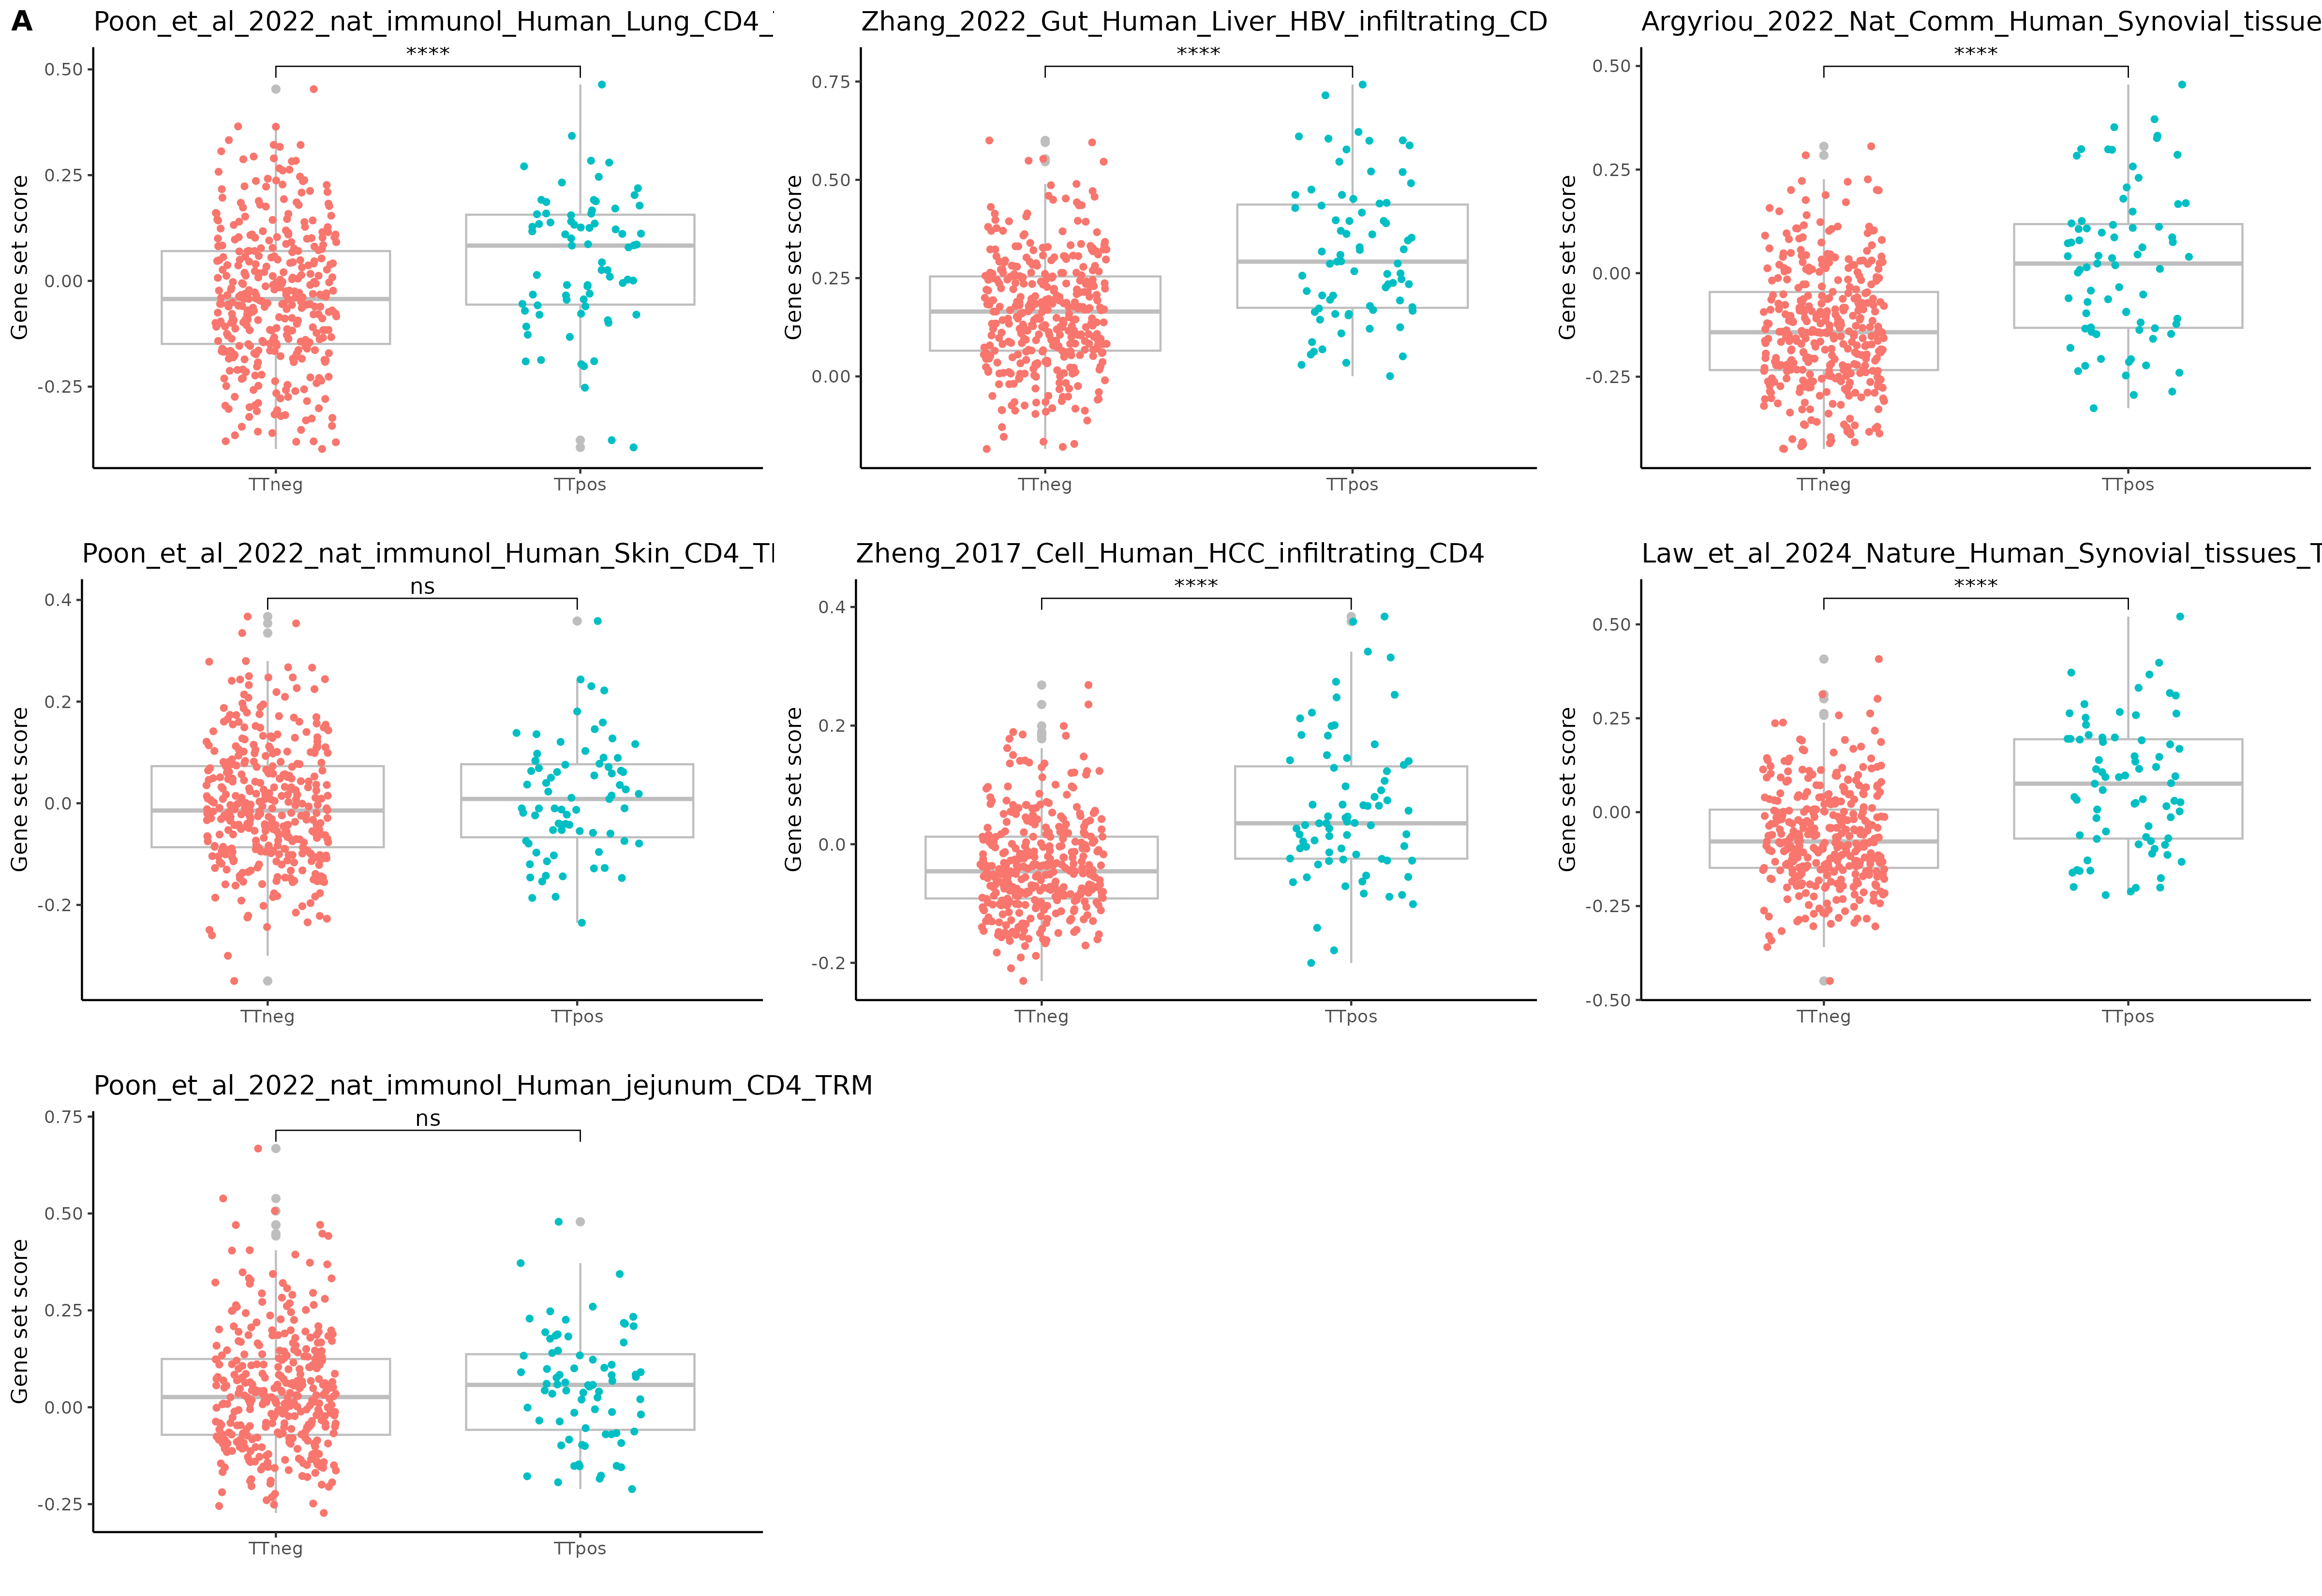 A
Poon_et_al_2022_nat_immunol_Human_Lung_CD4_
****
Gene set score
0.50
0.25
0.00
-0.25
TTneg
TTpos
Zhang_2022_Gut_Human_Liver_HBV_infiltrating_CD
****
Gene set score
0.75
0.50
0.25
0.00
TTneg
TTpos
Argyriou_2022_Nat_Comm_Human_Synovial_tissue
****
Gene set score
0.50
0.25
0.00
-0.25
TTneg
TTpos
Poon_et_al_2022_nat_immunol_Human_Skin_CD4_T
ns
Gene set score
0.4
0.2
0.0
-0.2
TTneg
TTpos
Zheng_2017_Cell_Human_HCC_infiltrating_CD4
****
Gene set score
0.4
0.2
0.0
-0.2
TTneg
TTpos
Law_et_al_2024_Nature_Human_Synovial_tissues_T
****
Gene set score
0.50
0.25
0.00
-0.25
-0.50
TTneg
TTpos
Poon_et_al_2022_nat_immunol_Human_jejunum_CD4_TRM
ns
Gene set score
0.75
0.50
0.25
0.00
-0.25
TTneg
TTpos